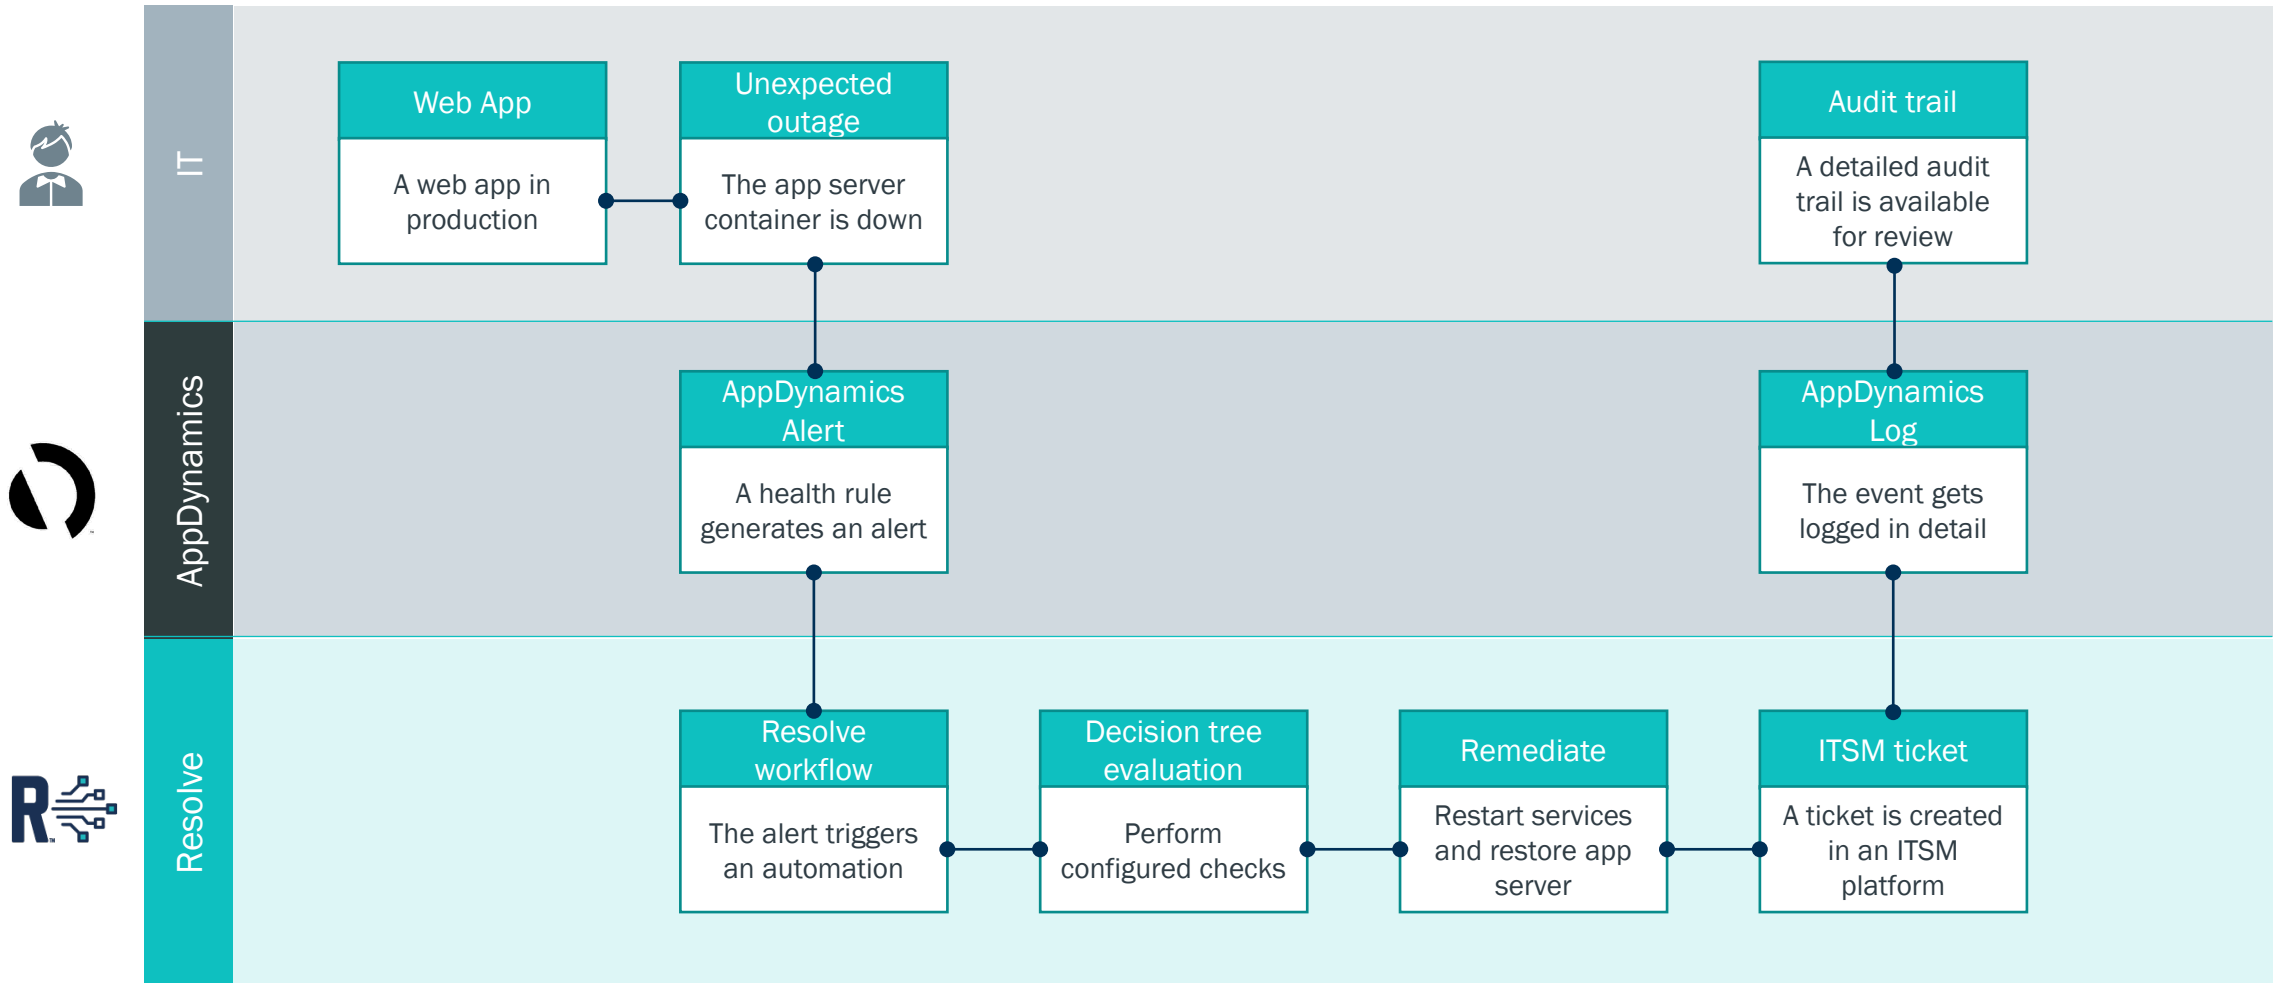 IT
Web App
A web app in
production
Unexpected
outage
The app server
container is down
Audit trail
A detailed audit
trail is available
for review
AppDynamics
AppDynamics
Alert
A health rule
generates an alert
AppDynamics
Log
The event gets
logged in detail
R
Resolve
Resolve
workflow
The alert triggers
an automation
Decision tree
evaluation
Perform
configured checks
Remediate
Restart services
and restore app
server
ITSM ticket
A ticket is created
in an ITSM
platform